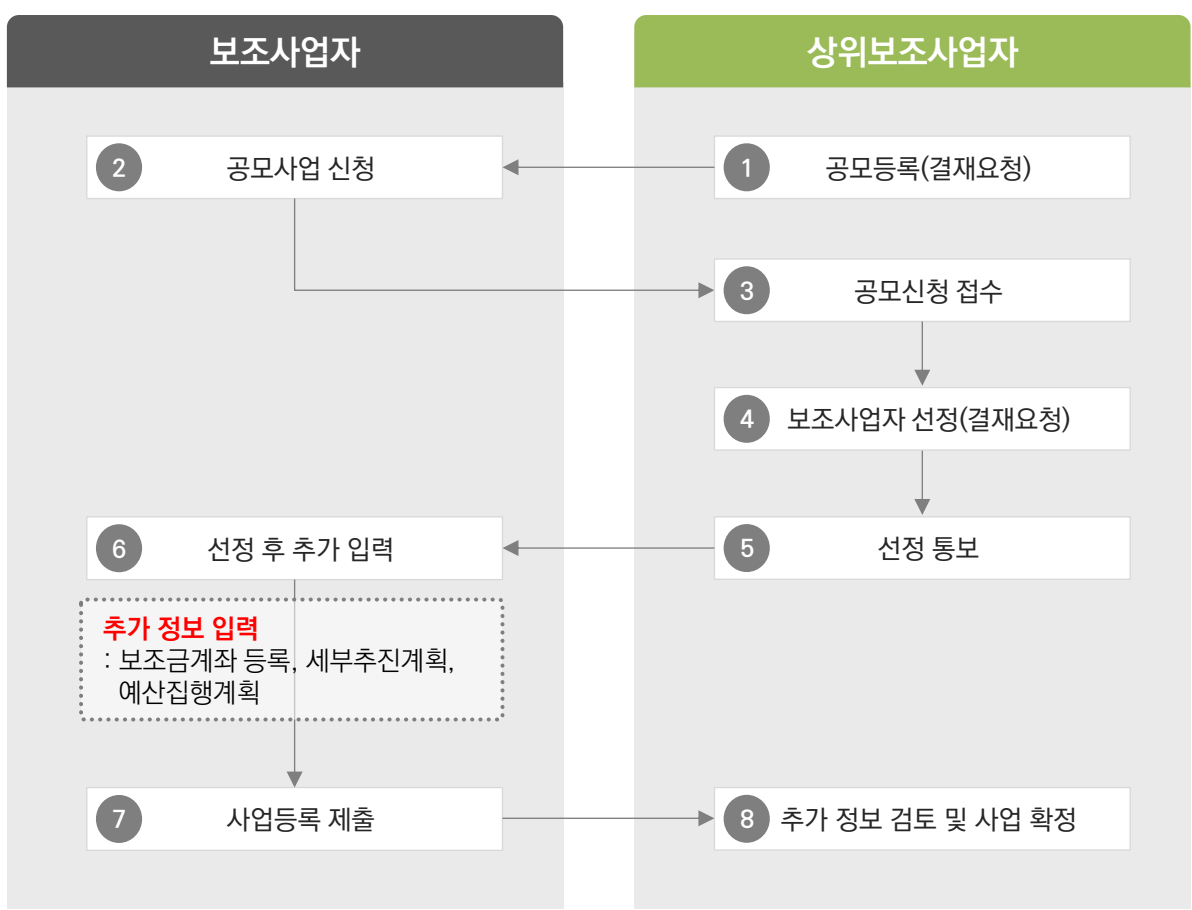 보조사업자
상위보조사업자
1 공모등록(결재요청)
2 공모사업 신청
3 공모신청 접수
4 보조사업자 선정(결재요청)
5 선정 통보
6 선정 후 추가 입력
추가 정보 입력
: 보조금계좌 등록, 세부추진계획,
예산집행계획
7 사업등록 제출
8 추가 정보 검토 및 사업 확정